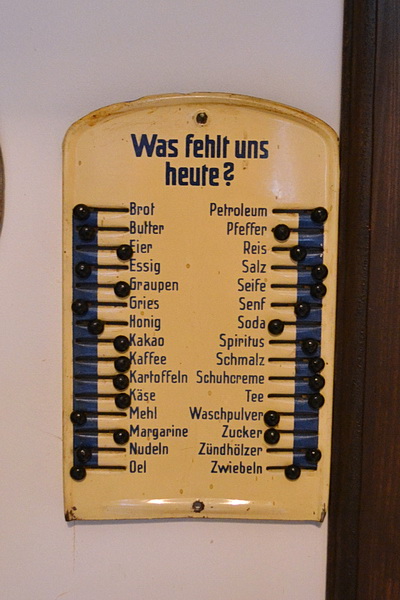 Was fehlt uns
heute?
Brot Petroleum
Butter Pfeffer
Eier Reis
Essig Salz
Graupen Seife
Gries Senf
Honig Soda
Kakao Spiritus
Kaffee Schmalz
Kartoffeln Schuhcreme
Käse Tee
Mehl Waschpulver
Margarine Zucker
Nudeln Zündhölzer
Oel Zwiebeln